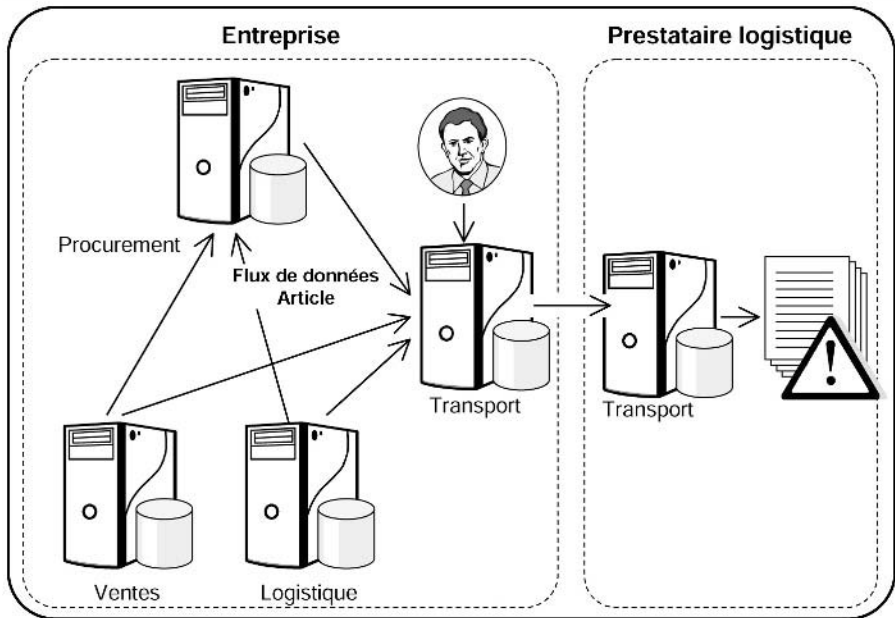 Entreprise
Prestataire logistique
Procurement
Flux de données
Article
Transport
Transport
Ventes
Logistique
!